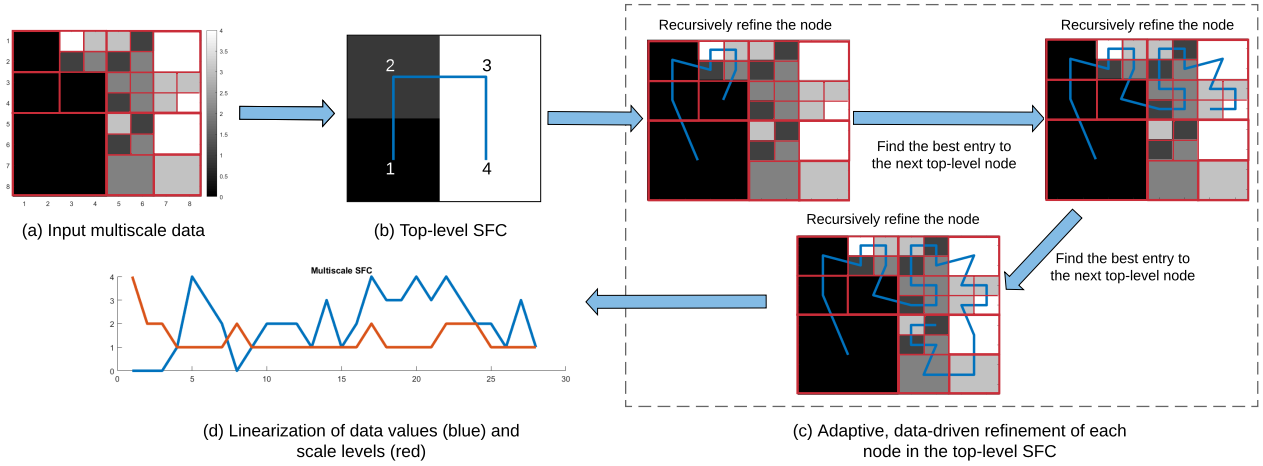 Recursively refine the node
Recursively refine the node
1
2
3
4
5
6
7
8
1 2 3 4 5 6 7 8
4
3.5
3
2.5
2
1.5
1
0.5
0
2 3
1 4
Find the best entry to
the next top-level node
(a) Input multiscale data
(b) Top-level SFC
Recursively refine the node
Find the best entry to
the next top-level node
Multiscale SFC
4
3
2
1
0
0 5 10 15 20 25 30
(d) Linearization of data values (blue) and
scale levels (red)
(c) Adaptive, data-driven refinement of each
node in the top-level SFC